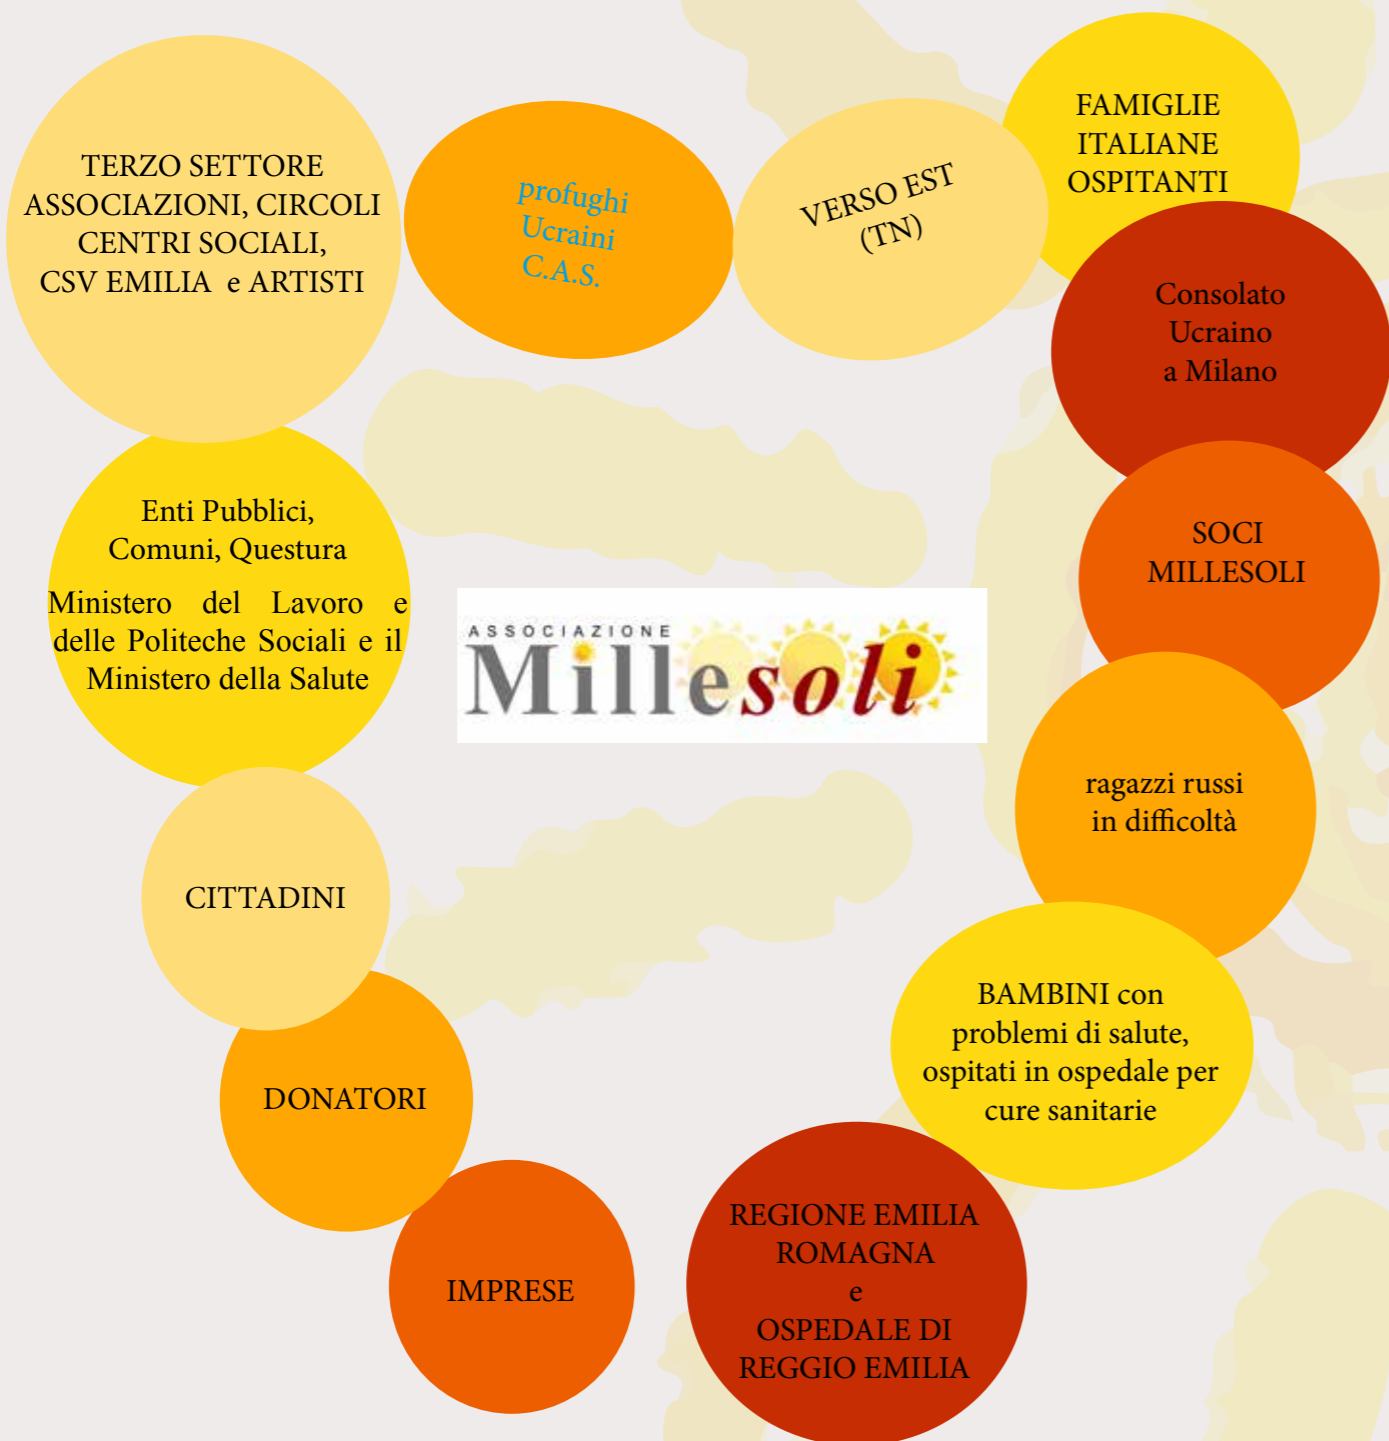 TERZO SETTORE
ASSOCIAZIONI, CIRCOLI
CENTRI SOCIALI,
CSV EMILIA e ARTISTI
profughi
Ucraini
C.A.S.
VERSO EST
(TN)
FAMIGLIE
ITALIANE
OSPITANTI
Consolato
Ucraino
a Milano
SOCI
MILLESOLI
ragazzi russi
in difficoltà
BAMBINI con
problemi di salute,
ospitati in ospedale per
cure sanitarie
REGIONE EMILIA
ROMAGNA
e
OSPEDALE DI
REGGIO EMILIA
IMPRESE
DONATORI
CITTADINI
Enti Pubblici,
Comuni, Questura
Ministero del Lavoro e
delle Politeche Sociali e il
Ministero della Salute
ASSOCIAZIONE
Millesoli